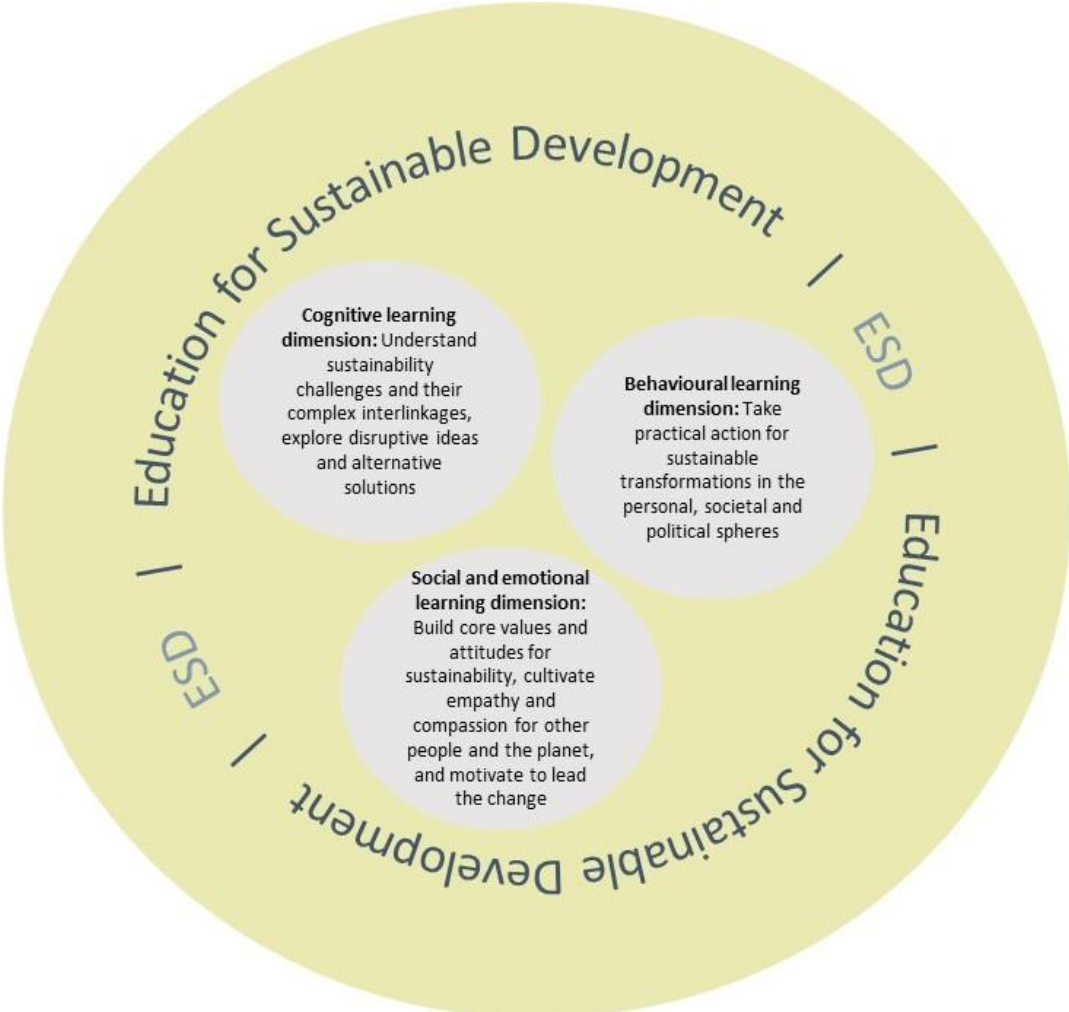 Education for Sustainable Development | ESD | Education for Sustainable Development | ESD |
Cognitive learning
dimension: Understand
sustainability
challenges and their
complex interlinkages,
explore disruptive ideas
and alternative
solutions
Behavioural learning
dimension: Take
practical action for
sustainable
transformations in the
personal, societal and
political spheres
Social and emotional
learning dimension:
Build core values and
attitudes for
sustainability, cultivate
empathy and
compassion for other
people and the planet,
and motivate to lead
the change